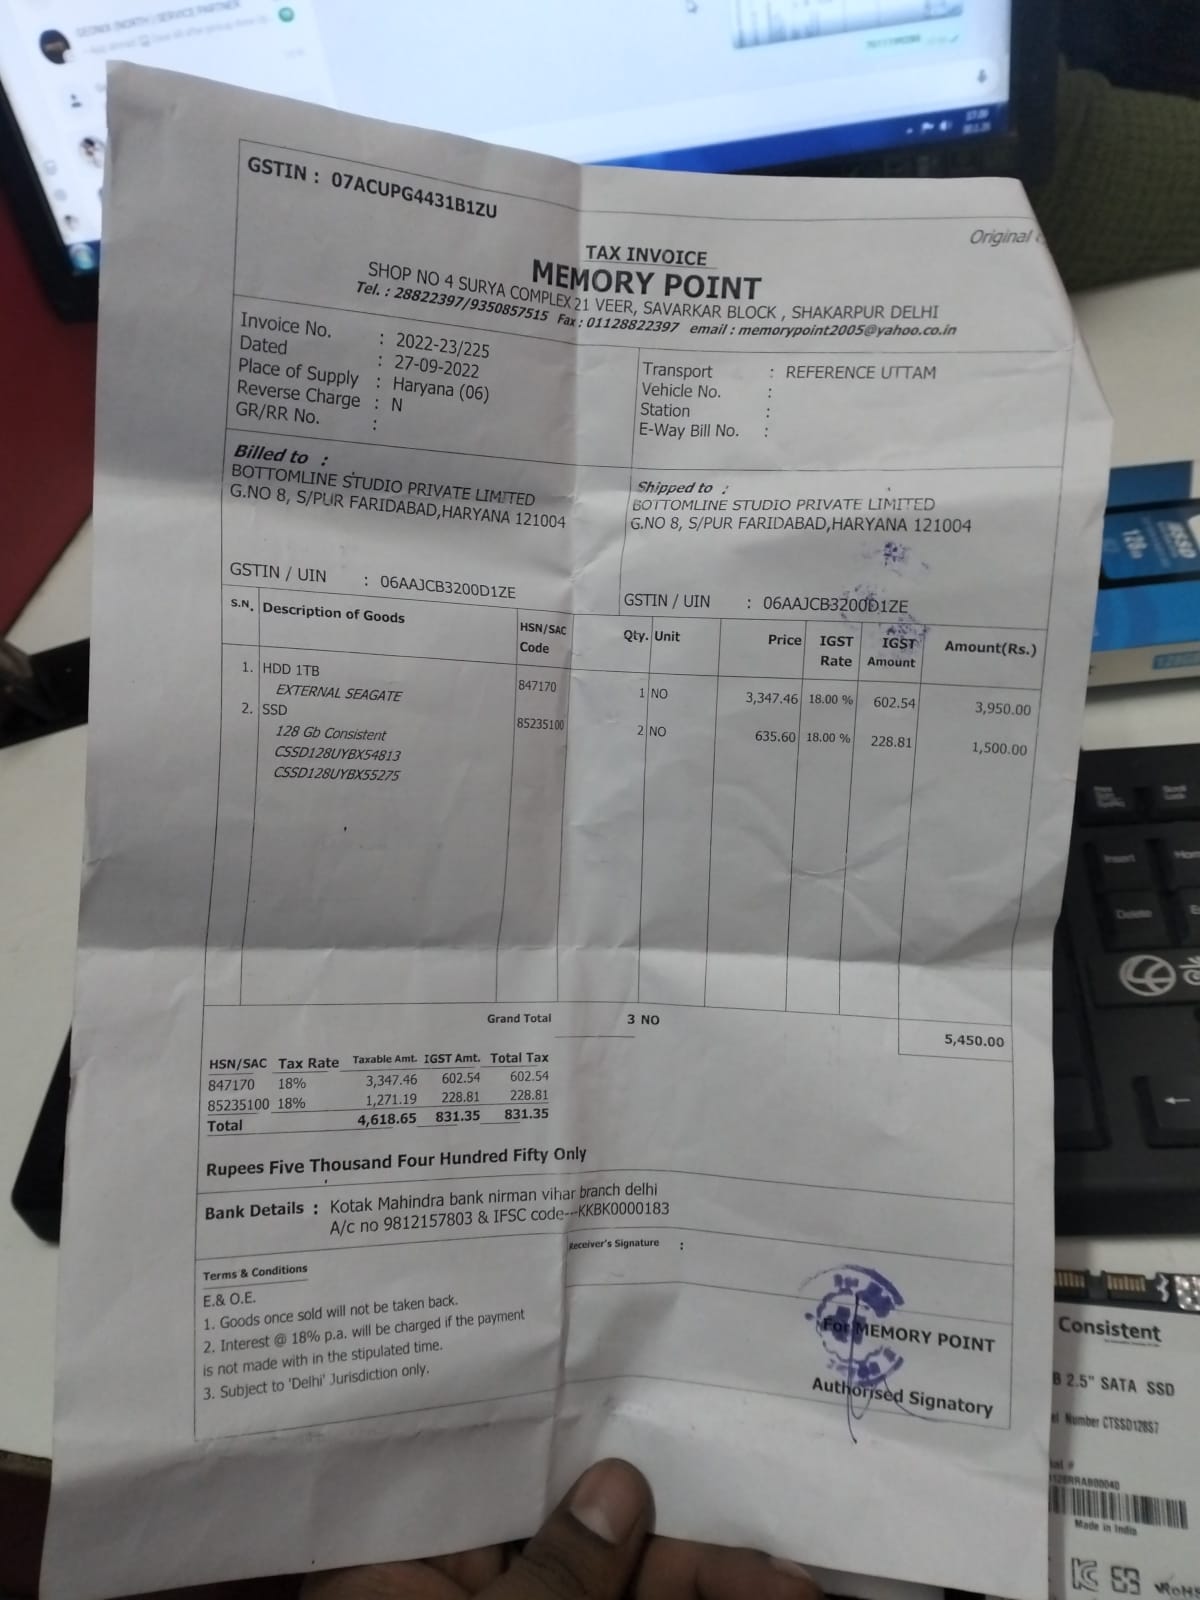 GEONIX (NORTH) SERVICE PARTNER
GSTIN : 07ACUPG4431B1ZU
Original
TAX INVOICE
MEMORY POINT
SHOP NO 4 SURYA COMPLEX 21 VEER, SAVARKAR BLOCK , SHAKARPUR DELHI
Tel. : 28822397/9350857515 Fax : 01128822397 email : memorypoint2005@yahoo.co.in
Invoice No. : 2022-23/225
Dated : 27-09-2022
Place of Supply : Haryana (06)
Reverse Charge : N
GR/RR No. :
Transport : REFERENCE UTTAM
Vehicle No. :
Station :
E-Way Bill No. :
Billed to :
BOTTOMLINE STUDIO PRIVATE LIMITED
G.NO 8, S/PUR FARIDABAD,HARYANA 121004
GSTIN / UIN : 06AAJCB3200D1ZE
Shipped to :
BOTTOMLINE STUDIO PRIVATE LIMITED
G.NO 8, S/PUR FARIDABAD,HARYANA 121004
GSTIN / UIN : 06AAJCB3200D1ZE
S.N. Description of Goods HSN/SAC Code Qty. Unit Price IGST Rate IGST Amount Amount(Rs.)
1. HDD 1TB 847170 1 NO 3,347.46 18.00 % 602.54 3,950.00
EXTERNAL SEAGATE
2. SSD 85235100 2 NO 635.60 18.00 % 228.81 1,500.00
128 Gb Consistent
CSSD128UYBX54813
CSSD128UYBX55275
Grand Total 3 NO 5,450.00
HSN/SAC Tax Rate Taxable Amt. IGST Amt. Total Tax
847170 18% 3,347.46 602.54 602.54
85235100 18% 1,271.19 228.81 228.81
Total 4,618.65 831.35 831.35
Rupees Five Thousand Four Hundred Fifty Only
Bank Details : Kotak Mahindra bank nirman vihar branch delhi
A/c no 9812157803 & IFSC code---KKBK0000183
Receiver's Signature :
Terms & Conditions
E.& O.E.
1. Goods once sold will not be taken back.
2. Interest @ 18% p.a. will be charged if the payment
is not made with in the stipulated time.
3. Subject to 'Delhi' Jurisdiction only.
For MEMORY POINT
Authorised Signatory
128
Insert
Delete
Consistent
B 2.5" SATA SSD
Number CTSSD128S7
Made in India
RoHS